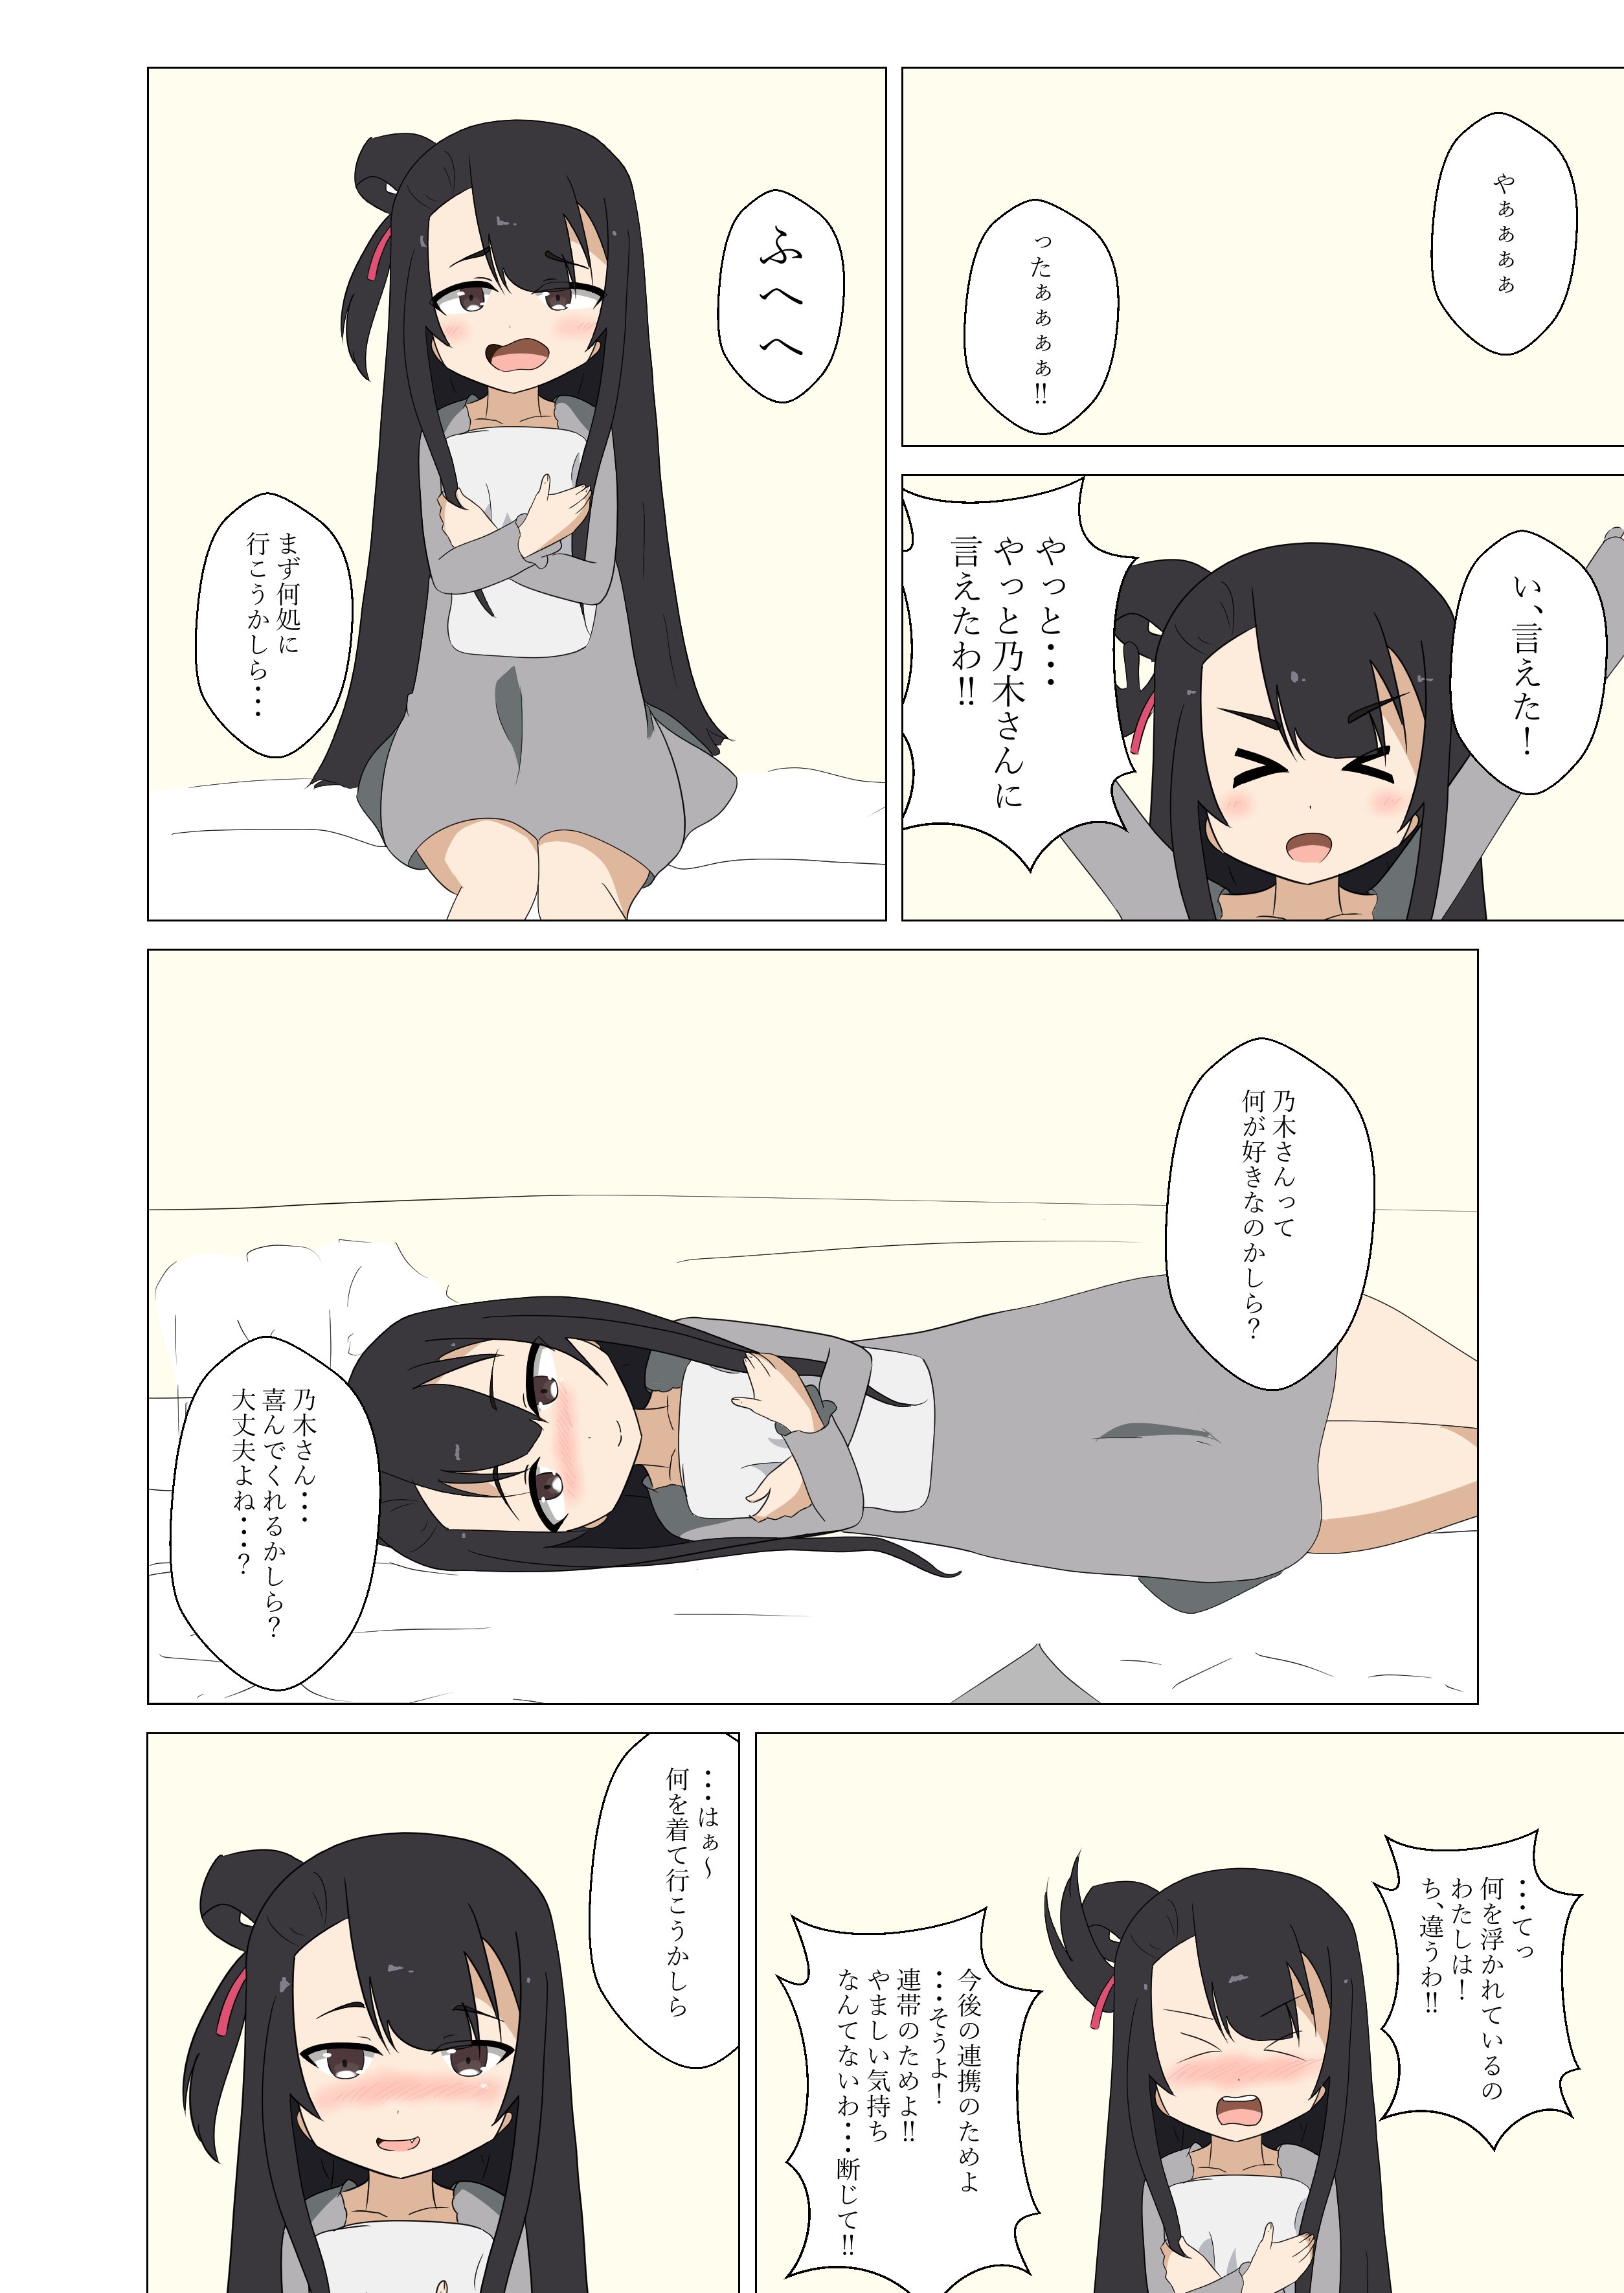 やぁぁぁぁ
ったぁぁぁぁ!!
い、言えた!
やっと・・・
やっと乃木さんに
言えたわ!!
ふへへ
まず何処に
行こうかしら・・・
乃木さんって
何が好きなのかしら?
乃木さん・・・
喜んでくれるかしら?
大丈夫よね・・・?
・・・てっ
何を浮かれているの
わたしは!
ち、違うわ!!
今後の連携のためよ
・・・そうよ!
連帯のためよ!!
やましい気持ち
なんてないわ・・・断じて!!
・・・はぁ～
何を着て行こうかしら